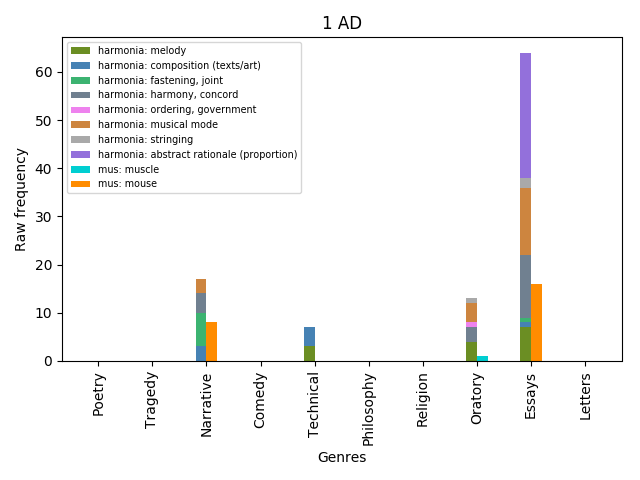 1 AD
harmonia: melody
harmonia: composition (texts/art)
harmonia: fastening, joint
harmonia: harmony, concord
harmonia: ordering, government
harmonia: musical mode
harmonia: stringing
harmonia: abstract rationale (proportion)
mus: muscle
mus: mouse
Raw frequency
60
50
40
30
20
10
0
Poetry
Tragedy
Narrative
Comedy
Technical
Philosophy
Religion
Oratory
Essays
Letters
Genres